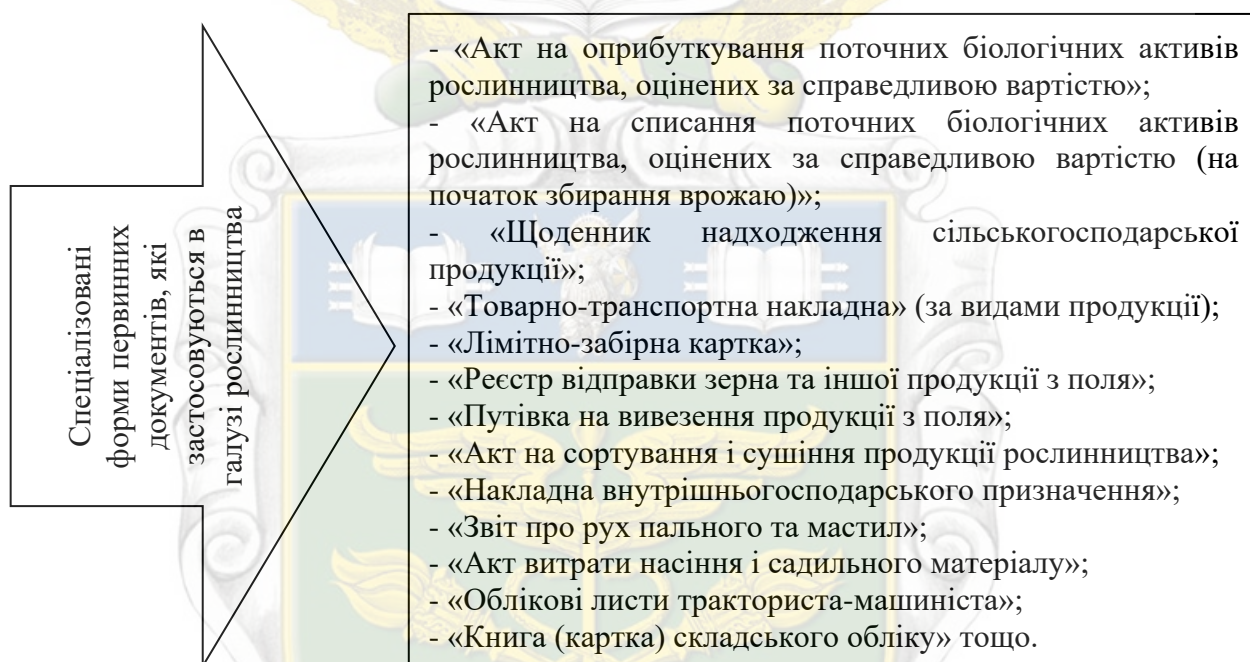 Спеціалізовані
форми первинних
документів, які
застосовуються в
галузі рослинництва
- «Акт на оприбуткування поточних біологічних активів
рослинництва, оцінених за справедливою вартістю»;
- «Акт на списання поточних біологічних активів
рослинництва, оцінених за справедливою вартістю (на
початок збирання врожаю)»;
- «Щоденник надходження сільськогосподарської
продукції»;
- «Товарно-транспортна накладна» (за видами продукції);
- «Лімітно-забірна картка»;
- «Реєстр відправки зерна та іншої продукції з поля»;
- «Путівка на вивезення продукції з поля»;
- «Акт на сортування і сушіння продукції рослинництва»;
- «Накладна внутрішньогосподарського призначення»;
- «Звіт про рух пального та мастил»;
- «Акт витрати насіння і садильного матеріалу»;
- «Облікові листи тракториста-машиніста»;
- «Книга (картка) складського обліку» тощо.